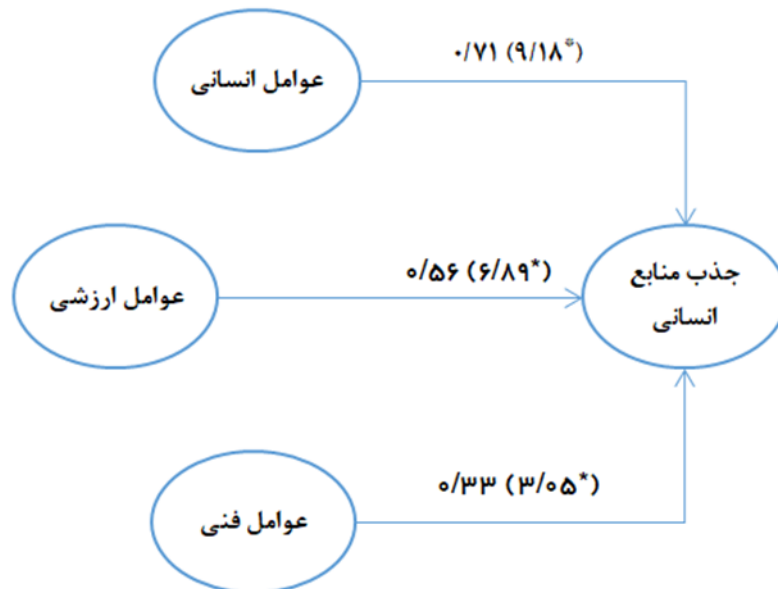 ۰/۷۱ (۹/۱۸*)
عوامل انسانی
۰/۵۶ (۶/۸۹*)
جذب منابع
انسانی
عوامل ارزشی
۰/۳۳ (۳/۰۵*)
عوامل فنی